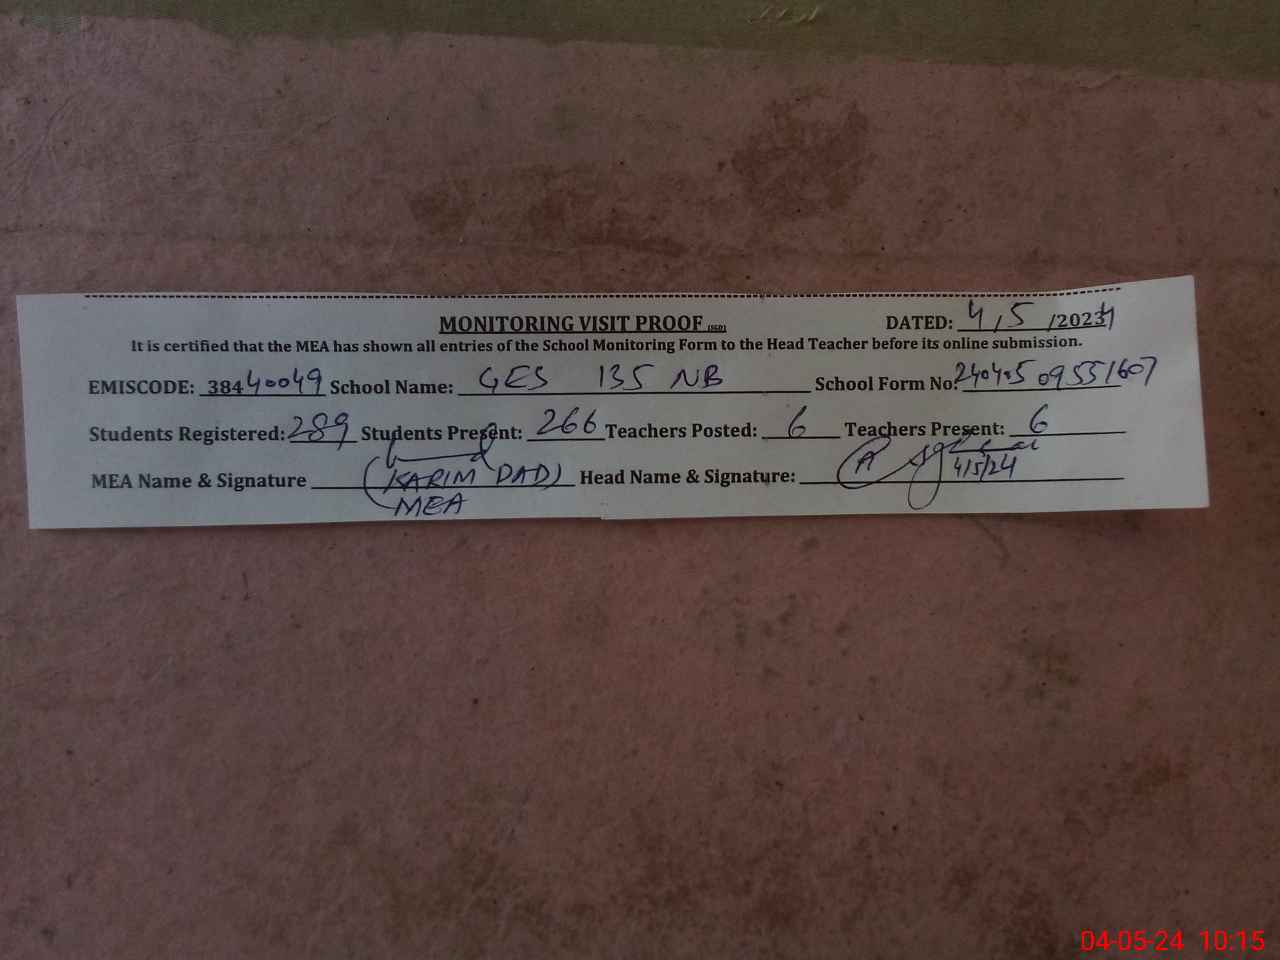 MONITORING VISIT PROOF (SGD)
DATED: 4/5/2024
It is certified that the MEA has shown all entries of the School Monitoring Form to the Head Teacher before its online submission.
EMISCODE: 38440049 School Name: GES 135 NB School Form No:
Students Registered: 289 Students Present: 266 Teachers Posted: 6 Teachers Present: 6
MEA Name & Signature (KARIM DAD) Head Name & Signature: 4/5/24
MEA
04-05-24 10:15